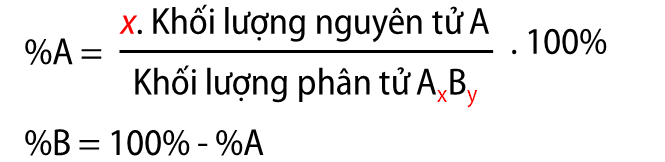 %A = x. Khối lượng nguyên tử A / Khối lượng phân tử AxBy . 100%
%B = 100% - %A